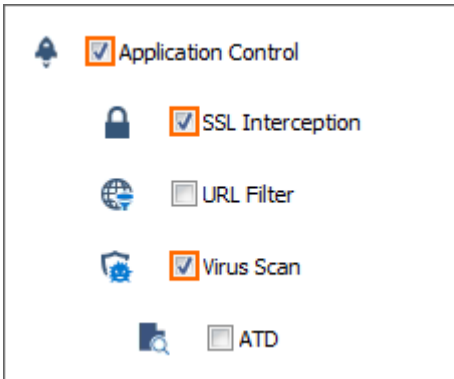 Application Control
SSL Interception
URL Filter
Virus Scan
ATD